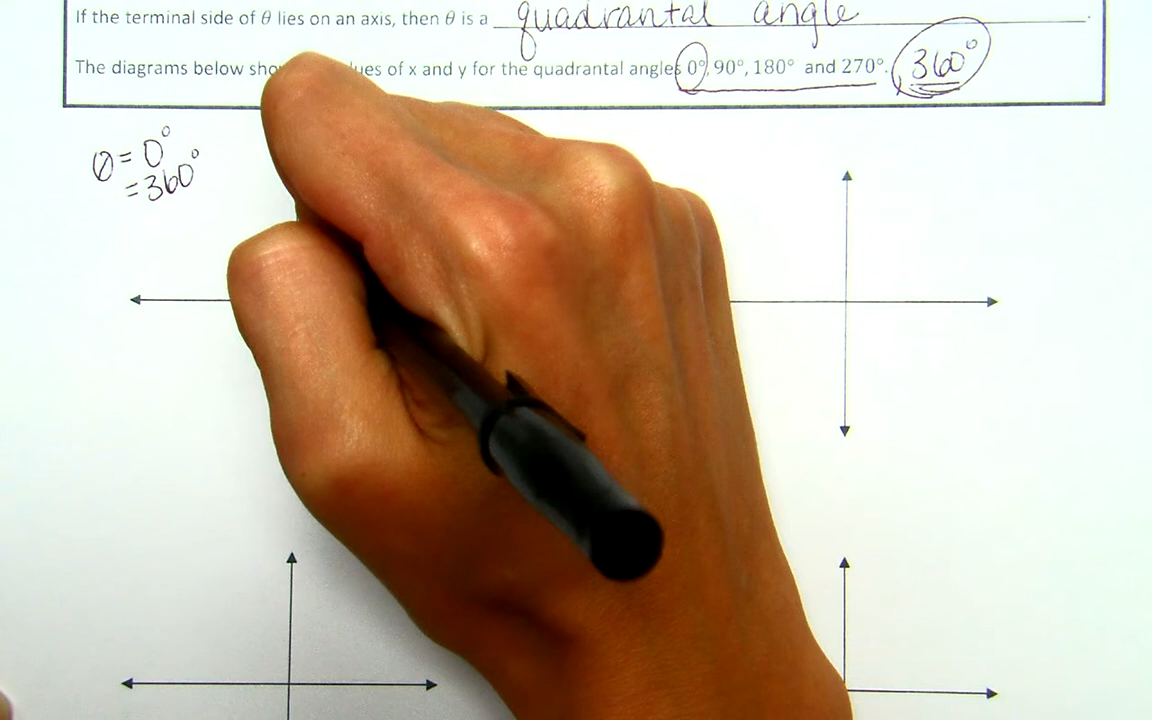 If the terminal side of θ lies on an axis, then θ is a quadrantal angle.
The diagrams below sho ues of x and y for the quadrantal angles 0°, 90°, 180° and 270°. 360°
θ = 0°
= 360°